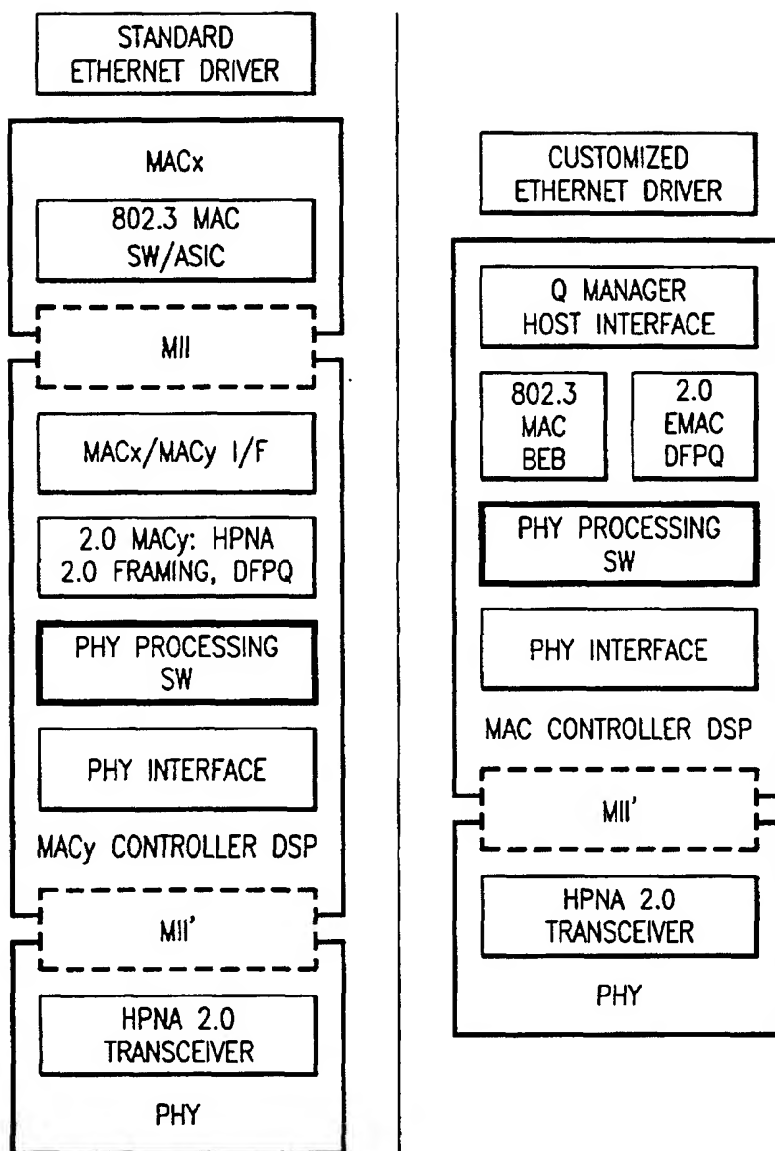 STANDARD
ETHERNET DRIVER
MACx
802.3 MAC
SW/ASIC
MII
MACx/MACy I/F
2.0 MACy: HPNA
2.0 FRAMING, DFPQ
PHY PROCESSING
SW
PHY INTERFACE
MACy CONTROLLER DSP
MII'
HPNA 2.0
TRANSCEIVER
PHY
CUSTOMIZED
ETHERNET DRIVER
Q MANAGER
HOST INTERFACE
802.3
MAC
BEB
2.0
EMAC
DFPQ
PHY PROCESSING
SW
PHY INTERFACE
MAC CONTROLLER DSP
MII'
HPNA 2.0
TRANSCEIVER
PHY